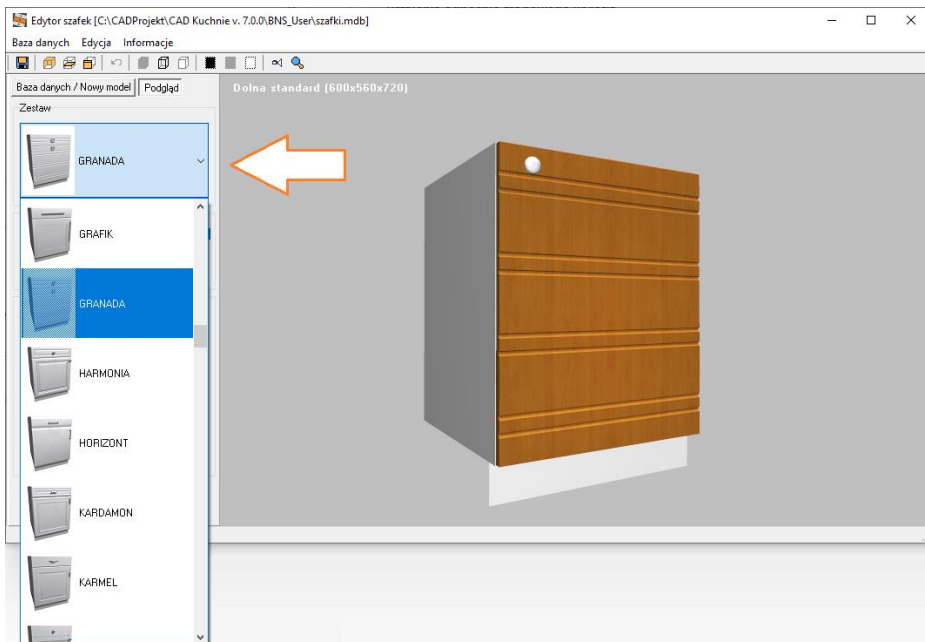 Edytor szafek [C:\CADProjekt\CAD Kuchnie v. 7.0.0\BNS_User\szafki.mdb]
Baza danych Edycja Informacje
Baza danych / Nowy model Podgląd
Dolna standard (600x560x720)
Zestaw
GRANADA
GRAFIK
GRANADA
HARMONIA
HORIZONT
KARDAMON
KARMEL